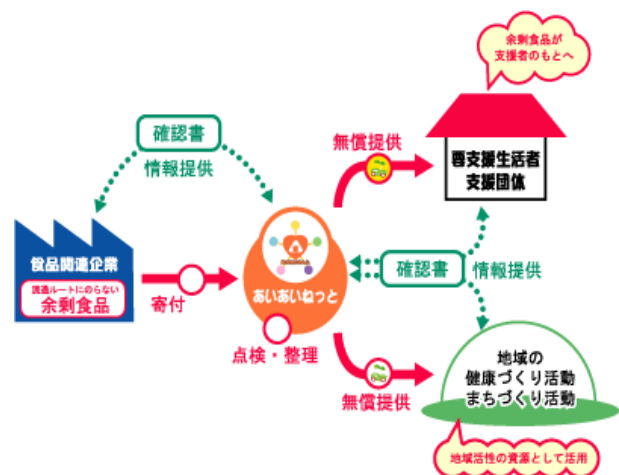 余剰食品が
支援者のもとへ
確認書
情報提供
無償提供
要支援生活者
支援団体
食品関連企業
流通ルートにのらない
余剰食品
寄付
あいあいねっと
点検・整理
確認書
情報提供
無償提供
地域の
健康づくり活動
まちづくり活動
地域活性の資源として活用